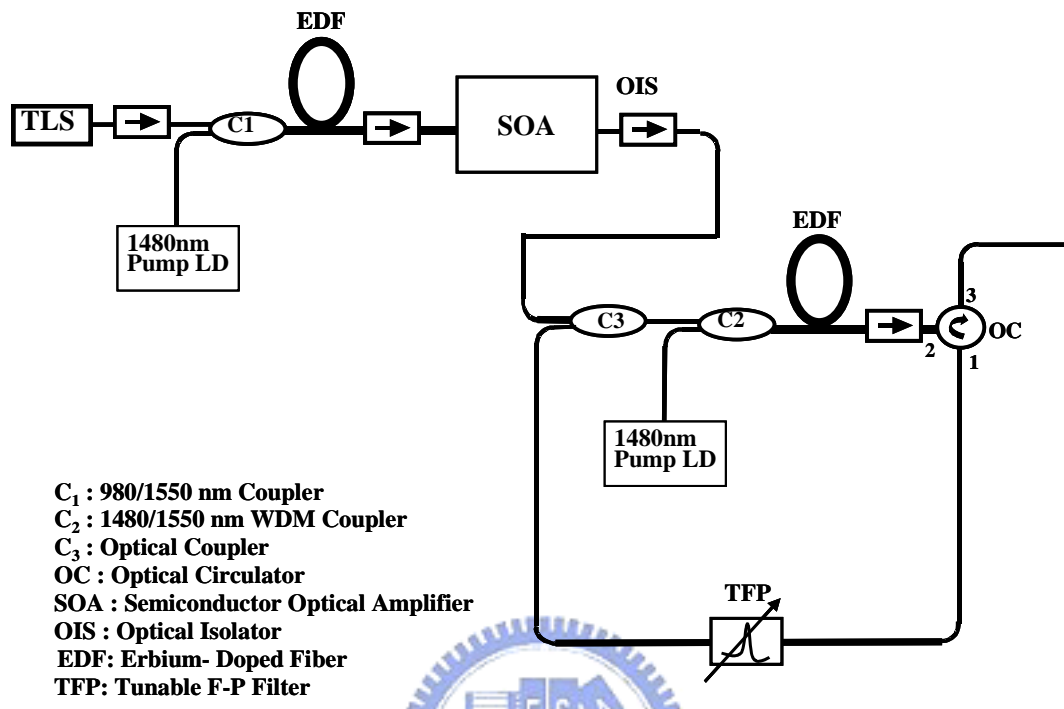 EDF
TLS
C1
SOA
OIS
1480nm
Pump LD
EDF
C3
C2
3
2
OC
1
1480nm
Pump LD
C₁ : 980/1550 nm Coupler
C₂ : 1480/1550 nm WDM Coupler
C₃ : Optical Coupler
OC : Optical Circulator
SOA : Semiconductor Optical Amplifier
OIS : Optical Isolator
EDF: Erbium- Doped Fiber
TFP: Tunable F-P Filter
TFP